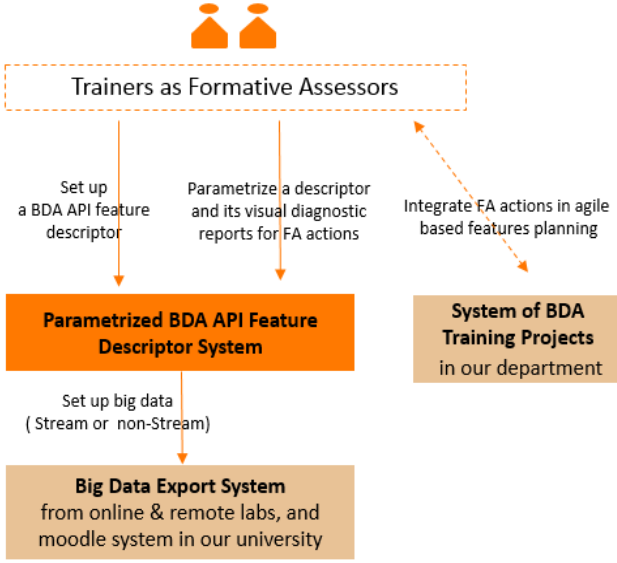 Trainers as Formative Assessors
Set up
a BDA API feature
descriptor
Parametrize a descriptor
and its visual diagnostic
reports for FA actions
Integrate FA actions in agile
based features planning
Parametrized BDA API Feature
Descriptor System
System of BDA
Training Projects
in our department
Set up big data
( Stream or non-Stream)
Big Data Export System
from online & remote labs, and
moodle system in our university